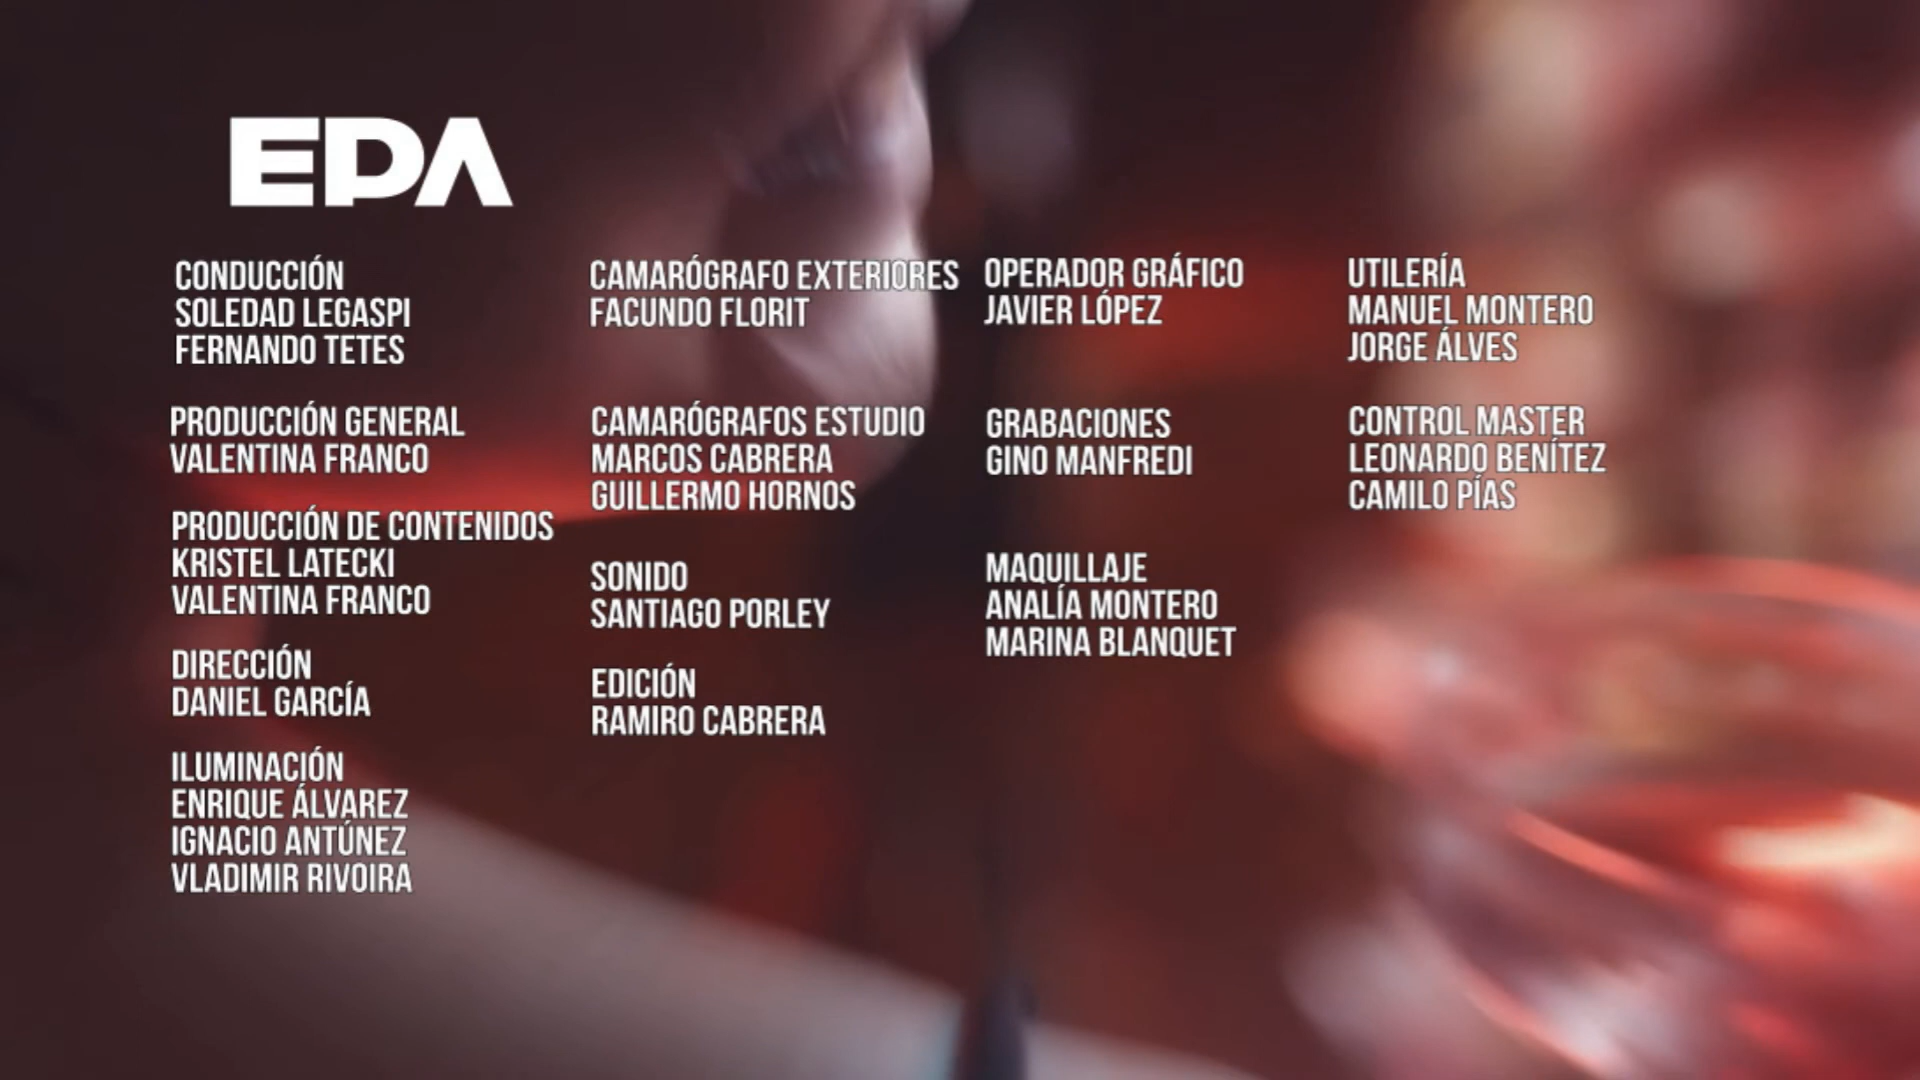 EPA
CONDUCCIÓN
SOLEDAD LEGASPI
FERNANDO TETES
PRODUCCIÓN GENERAL
VALENTINA FRANCO
PRODUCCIÓN DE CONTENIDOS
KRISTEL LATECKI
VALENTINA FRANCO
DIRECCIÓN
DANIEL GARCÍA
ILUMINACIÓN
ENRIQUE ÁLVAREZ
IGNACIO ANTÚNEZ
VLADIMIR RIVOIRA
CAMARÓGRAFO EXTERIORES
FACUNDO FLORIT
CAMARÓGRAFOS ESTUDIO
MARCOS CABRERA
GUILLERMO HORNOS
SONIDO
SANTIAGO PORLEY
EDICIÓN
RAMIRO CABRERA
OPERADOR GRÁFICO
JAVIER LÓPEZ
GRABACIONES
GINO MANFREDI
MAQUILLAJE
ANALÍA MONTERO
MARINA BLANQUET
UTILERÍA
MANUEL MONTERO
JORGE ÁLVES
CONTROL MASTER
LEONARDO BENÍTEZ
CAMILO PÍAS